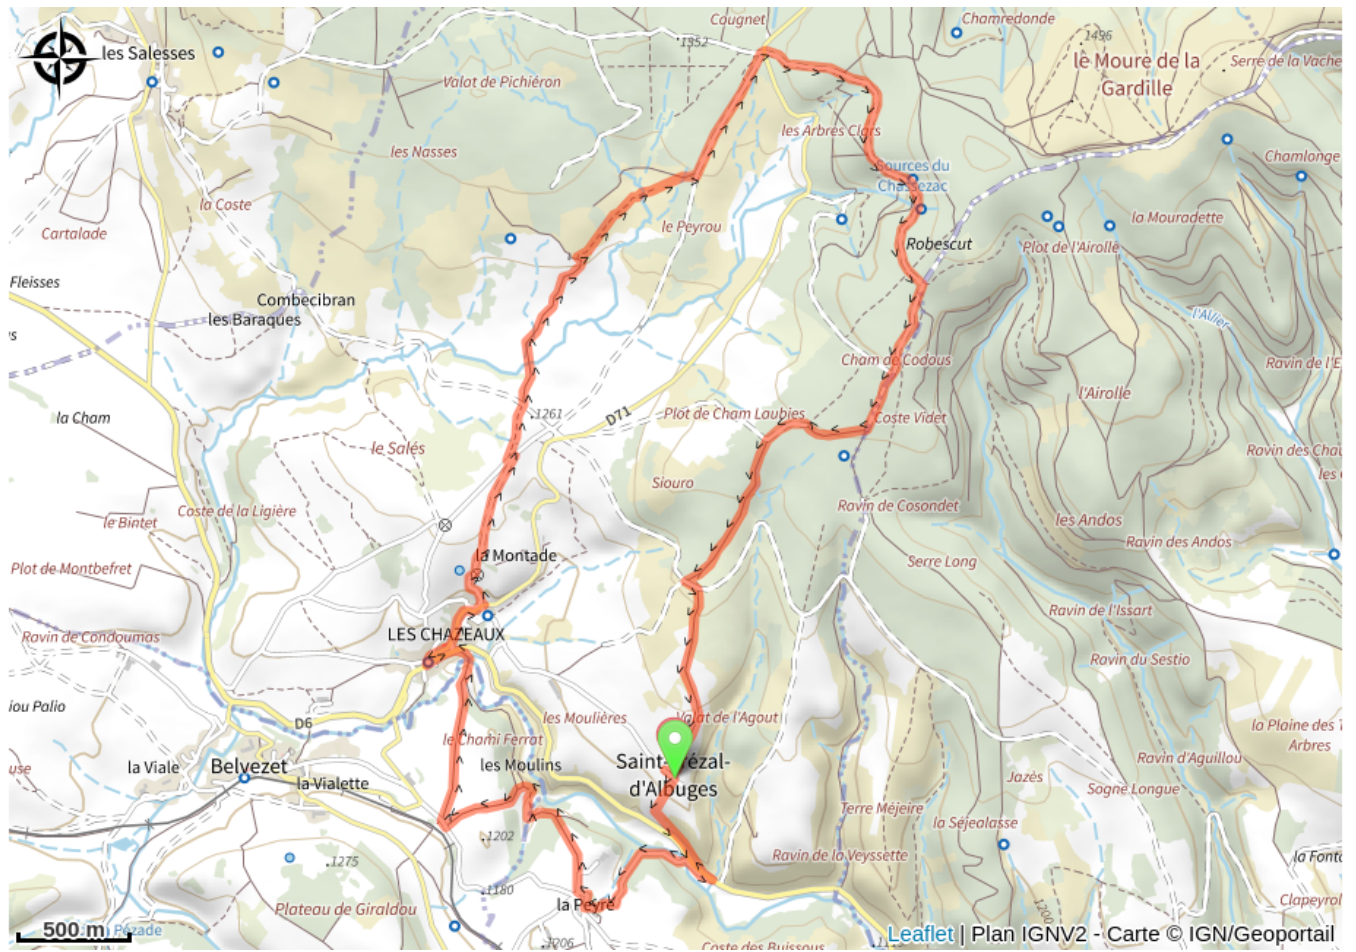 Cougnet
Chamredonde
les Salesses
1352
1496
le Moure de la
Gardille
Serre de la Vache
Valat de Pichiéron
les Arbres Clars
les Nasses
Sources du
Chassezac
Chamlonge
la Coste
le Peyrou
la Mouradette
Cartalade
Robescut
Plot de l'Airolle
Fleisses
Combecibran
les Baraques
l'Allier
Cham de Codous
Ravin de l'E
l'Airolle
la Cham
1261
D71
Plot de Cham Laubies
Coste Videt
le Salés
Ravin des Chau
les
Siouro
Coste de la Ligière
le Bintet
Ravin de Cosondet
les Andos
Ravin des Andos
la Montade
Plot de Montbefret
Serre Long
Ravin de l'Issart
Ravin de Condoumas
LES CHAZEAUX
Ravin du Sestio
iou Palio
D6
les Moulières
Valat de l'Agout
la Plaine des
Arbres
le Chami Ferrat
la Viale
Belvezet
les Moulins
Saint-Frézal-
d'Albuges
Ravin d'Aiguillou
la Vialette
Jazès
Sogne Longue
Terre Méjeire
la Séjealasse
1202
1275
Ravin de la Veyssette
la Fonta
1180
la Peyre
Plateau de Giraldou
1200
Clapeyrol
500 m
Pézade
1206
Coste des Buissous
Leaflet | Plan IGNV2 - Carte © IGN/Geoportail